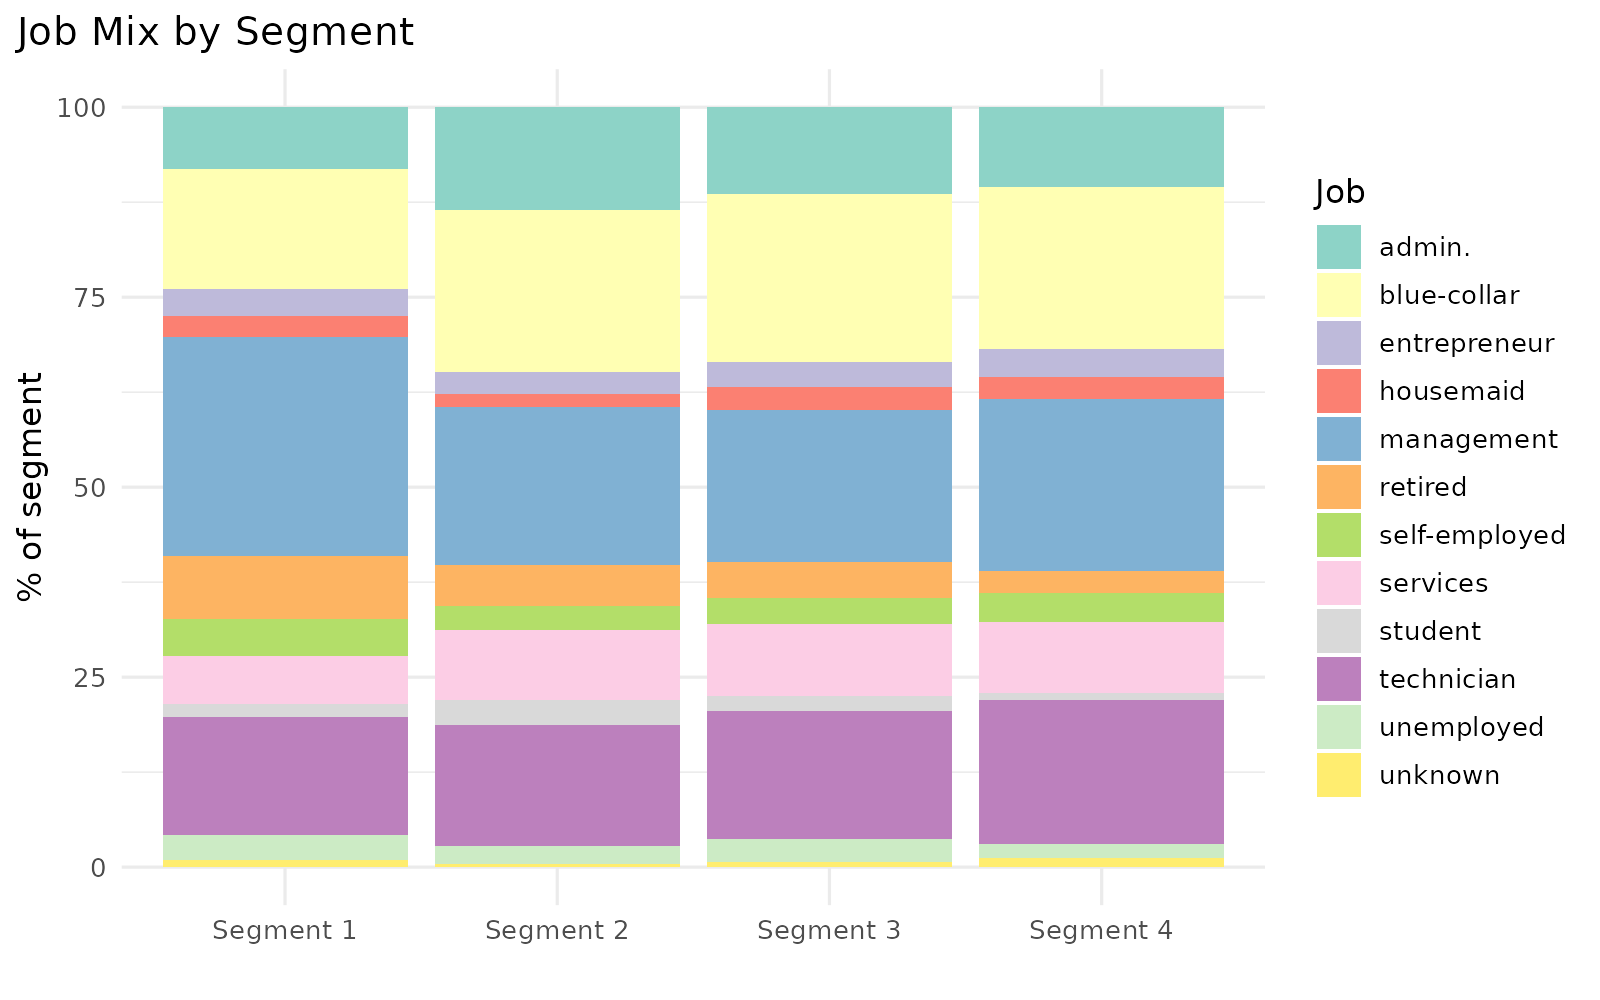 Job Mix by Segment
% of segment
100
75
50
25
0
Segment 1
Segment 2
Segment 3
Segment 4
Job
admin.
blue-collar
entrepreneur
housemaid
management
retired
self-employed
services
student
technician
unemployed
unknown